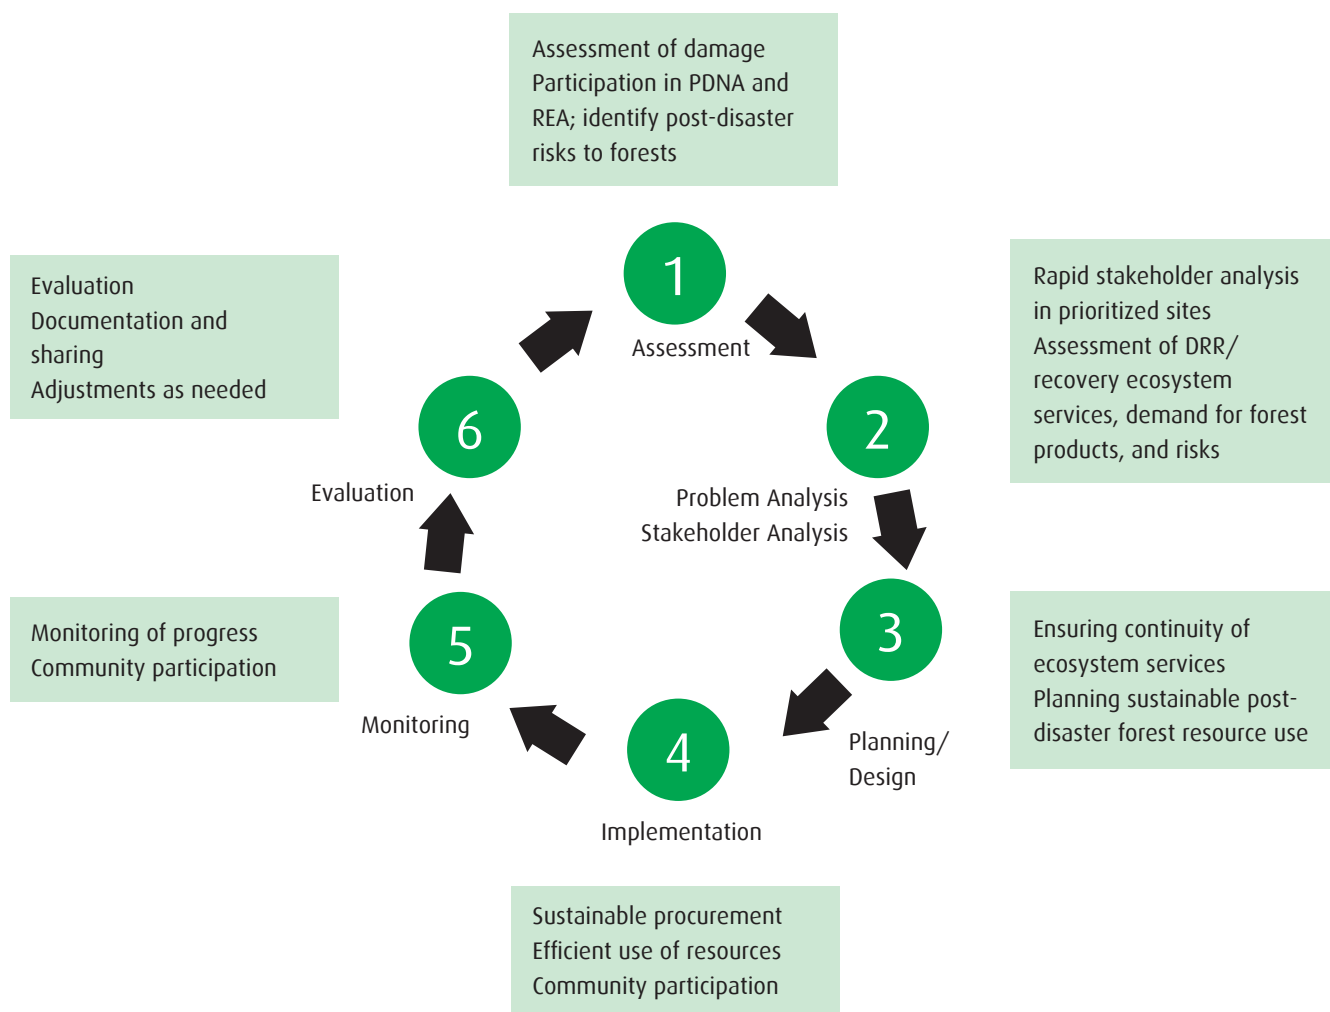 Assessment of damage
Participation in PDNA and
REA; identify post-disaster
risks to forests
1
Assessment
Rapid stakeholder analysis
in prioritized sites
Assessment of DRR/
recovery ecosystem
services, demand for forest
products, and risks
2
Problem Analysis
Stakeholder Analysis
Ensuring continuity of
ecosystem services
Planning sustainable post-
disaster forest resource use
3
Planning/
Design
4
Implementation
Sustainable procurement
Efficient use of resources
Community participation
5
Monitoring
Monitoring of progress
Community participation
6
Evaluation
Evaluation
Documentation and
sharing
Adjustments as needed